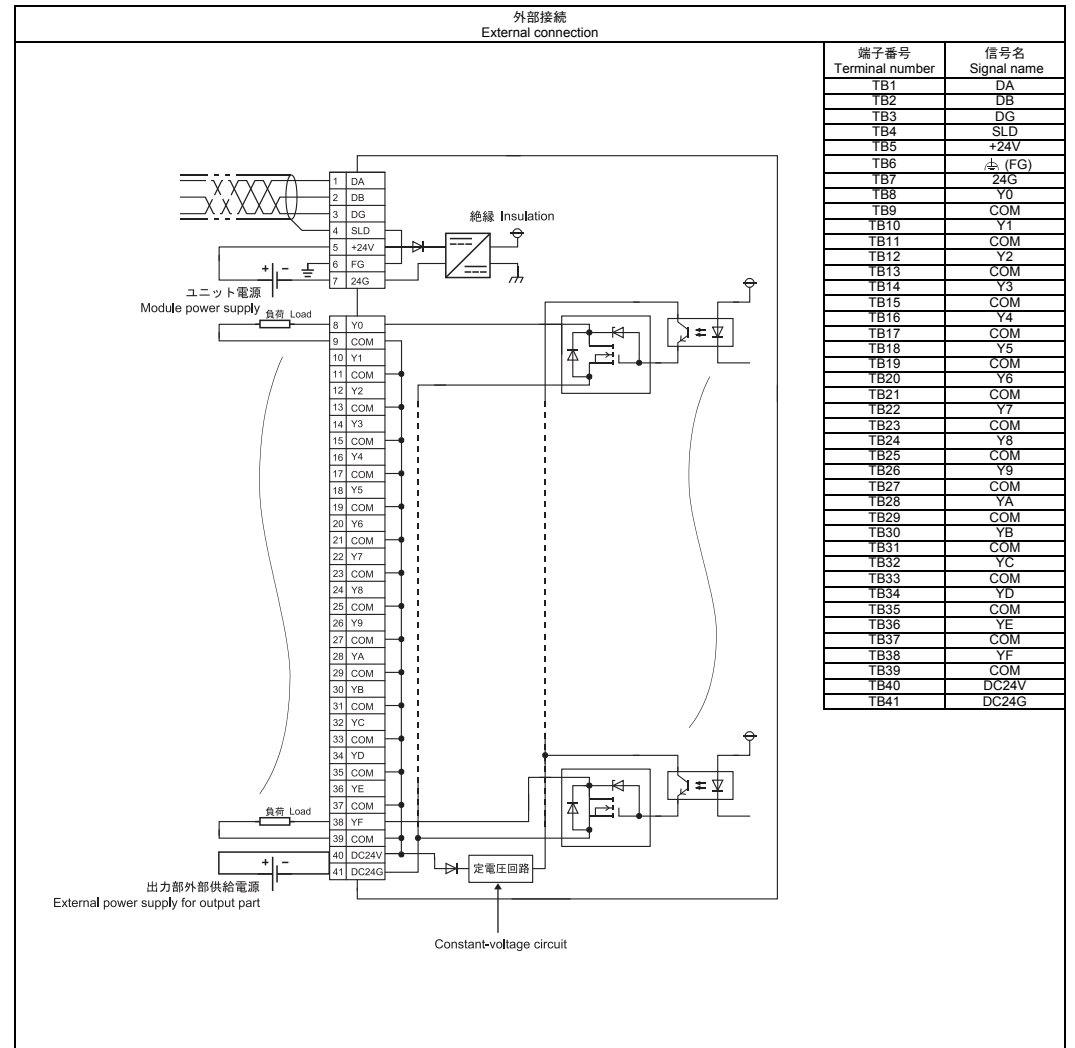 外部接続
External connection
端子番号 信号名
Terminal number Signal name
TB1 DA
TB2 DB
TB3 DG
TB4 SLD
TB5 +24V
TB6 (FG)
TB7 24G
TB8 Y0
TB9 COM
TB10 Y1
TB11 COM
TB12 Y2
TB13 COM
TB14 Y3
TB15 COM
TB16 Y4
TB17 COM
TB18 Y5
TB19 COM
TB20 Y6
TB21 COM
TB22 Y7
TB23 COM
TB24 Y8
TB25 COM
TB26 Y9
TB27 COM
TB28 YA
TB29 COM
TB30 YB
TB31 COM
TB32 YC
TB33 COM
TB34 YD
TB35 COM
TB36 YE
TB37 COM
TB38 YF
TB39 COM
TB40 DC24V
TB41 DC24G
1 DA
2 DB
3 DG
4 SLD
5 +24V
6 FG
7 24G
絶縁 Insulation
+ −
ユニット電源
Module power supply
負荷 Load
8 Y0
9 COM
10 Y1
11 COM
12 Y2
13 COM
14 Y3
15 COM
16 Y4
17 COM
18 Y5
19 COM
20 Y6
21 COM
22 Y7
23 COM
24 Y8
25 COM
26 Y9
27 COM
28 YA
29 COM
30 YB
31 COM
32 YC
33 COM
34 YD
35 COM
36 YE
37 COM
38 YF
39 COM
40 DC24V
41 DC24G
負荷 Load
+ −
出力部外部供給電源
External power supply for output part
定電圧回路
Constant-voltage circuit